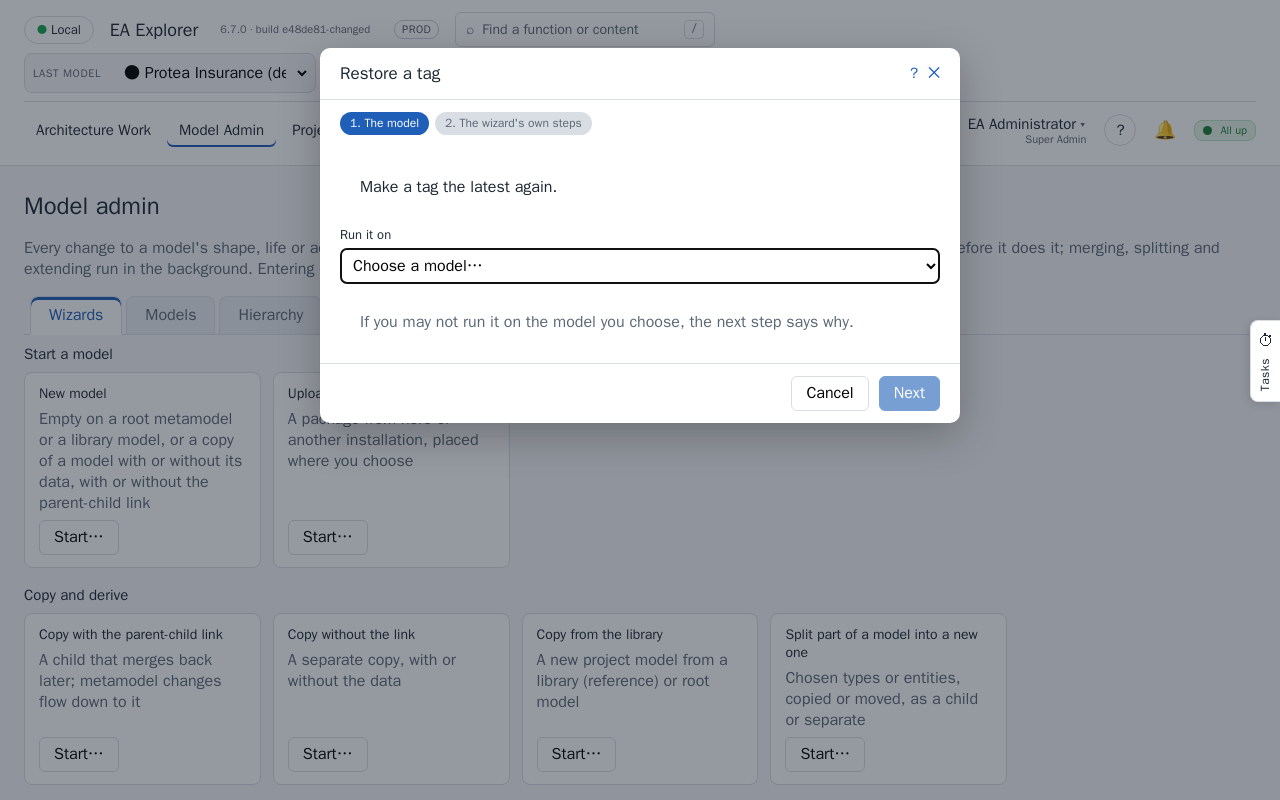 Local
EA Explorer
6.7.0 · build e48de81-changed
PROD
Find a function or content
/
LAST MODEL
Protea Insurance (de
Architecture Work
Model Admin
Proje
EA Administrator
Super Admin
?
All up
Restore a tag
?
1. The model
2. The wizard's own steps
Make a tag the latest again.
Run it on
Choose a model…
If you may not run it on the model you choose, the next step says why.
Cancel
Next
Model admin
Every change to a model's shape, life or a
efore it does it; merging, splitting and
extending run in the background. Entering
Wizards
Models
Hierarchy
Tasks
Start a model
New model
Empty on a root metamodel
or a library model, or a copy
of a model with or without its
data, with or without the
parent-child link
Start…
Uploa
A package from here or
another installation, placed
where you choose
Start…
Copy and derive
Copy with the parent-child link
A child that merges back
later; metamodel changes
flow down to it
Start…
Copy without the link
A separate copy, with or
without the data
Start…
Copy from the library
A new project model from a
library (reference) or root
model
Start…
Split part of a model into a new
one
Chosen types or entities,
copied or moved, as a child
or separate
Start…